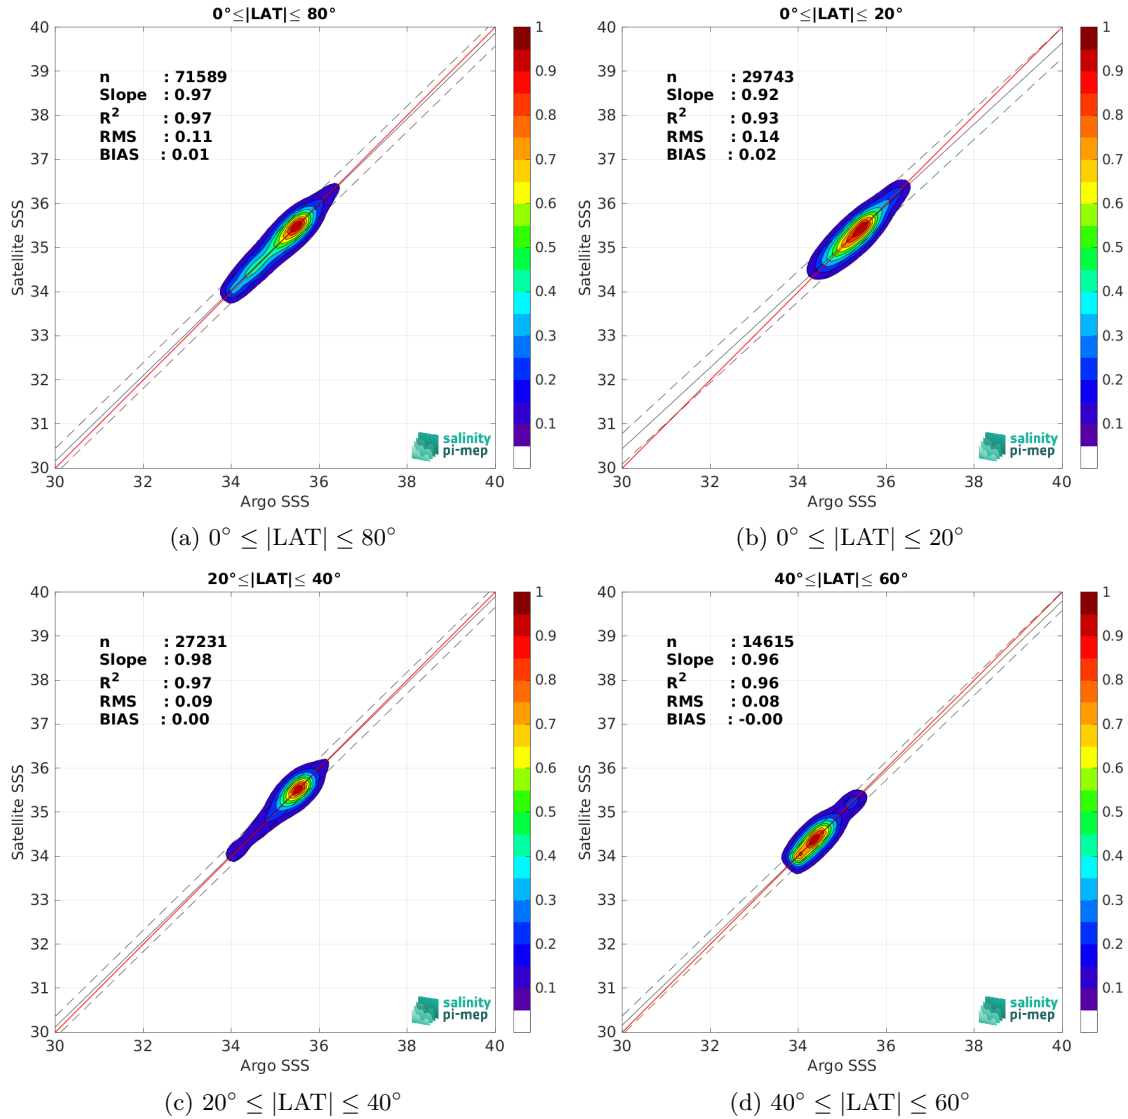 0°≤|LAT|≤ 80°
n : 71589
Slope : 0.97
R² : 0.97
RMS : 0.11
BIAS : 0.01
40
39
38
37
36
35
34
33
32
31
30
Satellite SSS
30 32 34 36 38 40
Argo SSS
1
0.9
0.8
0.7
0.6
0.5
0.4
0.3
0.2
0.1
salinity
pi-mep
(a) 0° ≤ |LAT| ≤ 80°
0°≤|LAT|≤ 20°
n : 29743
Slope : 0.92
R² : 0.93
RMS : 0.14
BIAS : 0.02
40
39
38
37
36
35
34
33
32
31
30
Satellite SSS
30 32 34 36 38 40
Argo SSS
1
0.9
0.8
0.7
0.6
0.5
0.4
0.3
0.2
0.1
salinity
pi-mep
(b) 0° ≤ |LAT| ≤ 20°
20°≤|LAT|≤ 40°
n : 27231
Slope : 0.98
R² : 0.97
RMS : 0.09
BIAS : 0.00
40
39
38
37
36
35
34
33
32
31
30
Satellite SSS
30 32 34 36 38 40
Argo SSS
1
0.9
0.8
0.7
0.6
0.5
0.4
0.3
0.2
0.1
salinity
pi-mep
(c) 20° ≤ |LAT| ≤ 40°
40°≤|LAT|≤ 60°
n : 14615
Slope : 0.96
R² : 0.96
RMS : 0.08
BIAS : -0.00
40
39
38
37
36
35
34
33
32
31
30
Satellite SSS
30 32 34 36 38 40
Argo SSS
1
0.9
0.8
0.7
0.6
0.5
0.4
0.3
0.2
0.1
salinity
pi-mep
(d) 40° ≤ |LAT| ≤ 60°